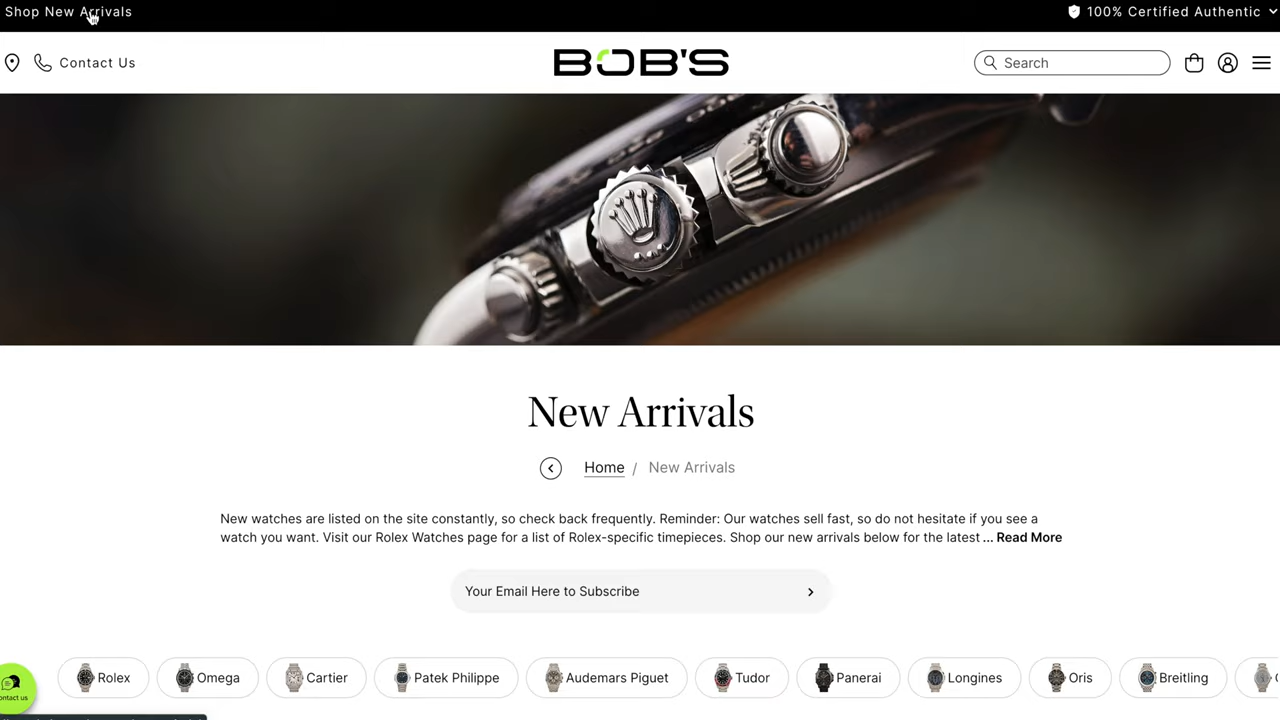 Shop New Arrivals
100% Certified Authentic
Contact Us
BOB'S
Search
New Arrivals
Home / New Arrivals
New watches are listed on the site constantly, so check back frequently. Reminder: Our watches sell fast, so do not hesitate if you see a
watch you want. Visit our Rolex Watches page for a list of Rolex-specific timepieces. Shop our new arrivals below for the latest ... Read More
Your Email Here to Subscribe
Rolex
Omega
Cartier
Patek Philippe
Audemars Piguet
Tudor
Panerai
Longines
Oris
Breitling